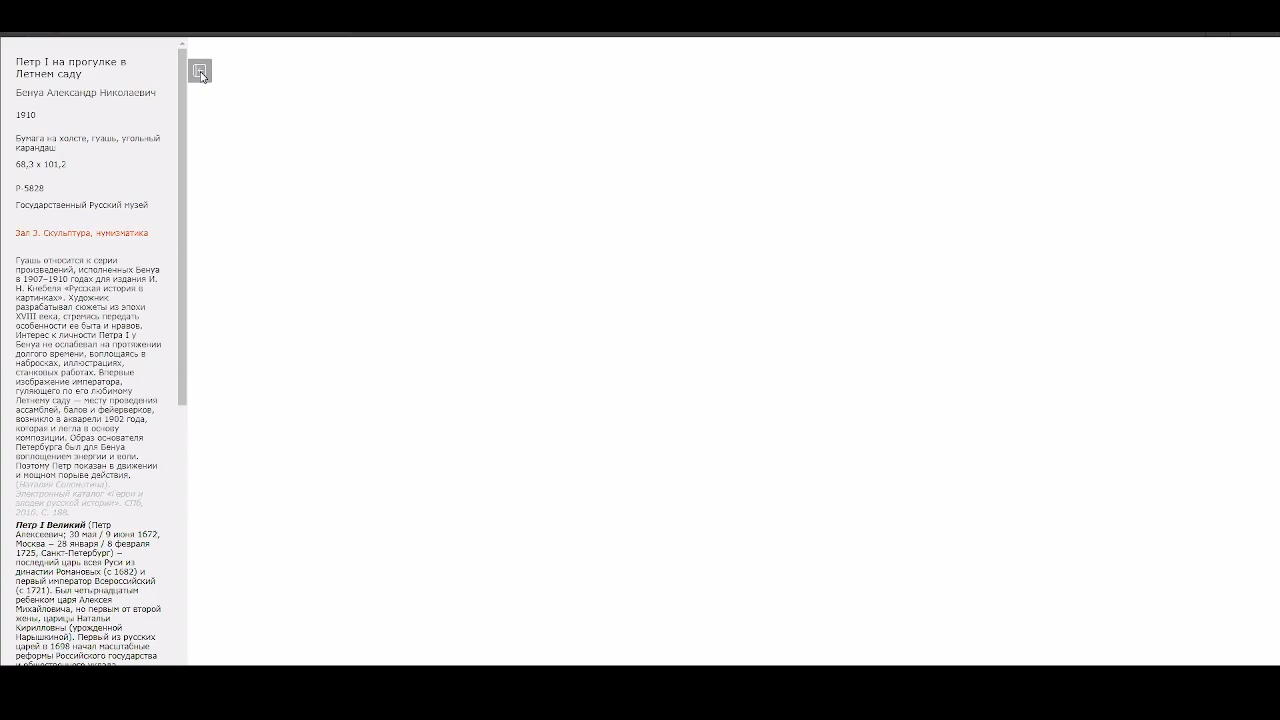 Петр I на прогулке в
Летнем саду
Бенуа Александр Николаевич
1910
Бумага на холсте, гуашь, угольный
карандаш
68,3 x 101,2
Р-5828
Государственный Русский музей
Зал 3. Скульптура, нумизматика
Гуашь относится к серии
произведений, исполненных Бенуа
в 1907–1910 годах для издания И.
Н. Кнебеля «Русская история в
картинках». Художник
разрабатывал сюжеты из эпохи
XVIII века, стремясь передать
особенности ее быта и нравов.
Интерес к личности Петра I у
Бенуа не ослабевал на протяжении
долгого времени, воплощаясь в
набросках, иллюстрациях,
станковых работах. Впервые
изображение императора,
гуляющего по его любимому
Летнему саду — месту проведения
ассамблей, балов и фейерверков,
возникло в акварели 1902 года,
которая и легла в основу
композиции. Образ основателя
Петербурга был для Бенуа
воплощением энергии и воли.
Поэтому Петр показан в движении
и мощном порыве действия.
(Наталия Соломатина).
Электронный каталог «Герои и
злодеи русской истории». СПб,
2010. С. 188.
Петр I Великий (Петр
Алексеевич; 30 мая / 9 июня 1672,
Москва – 28 января / 8 февраля
1725, Санкт-Петербург) –
последний царь всея Руси из
династии Романовых (с 1682) и
первый император Всероссийский
(с 1721). Был четырнадцатым
ребенком царя Алексея
Михайловича, но первым от второй
жены, царицы Натальи
Кирилловны (урожденной
Нарышкиной). Первый из русских
царей в 1698 начал масштабные
реформы Российского государства
и общественного уклада.